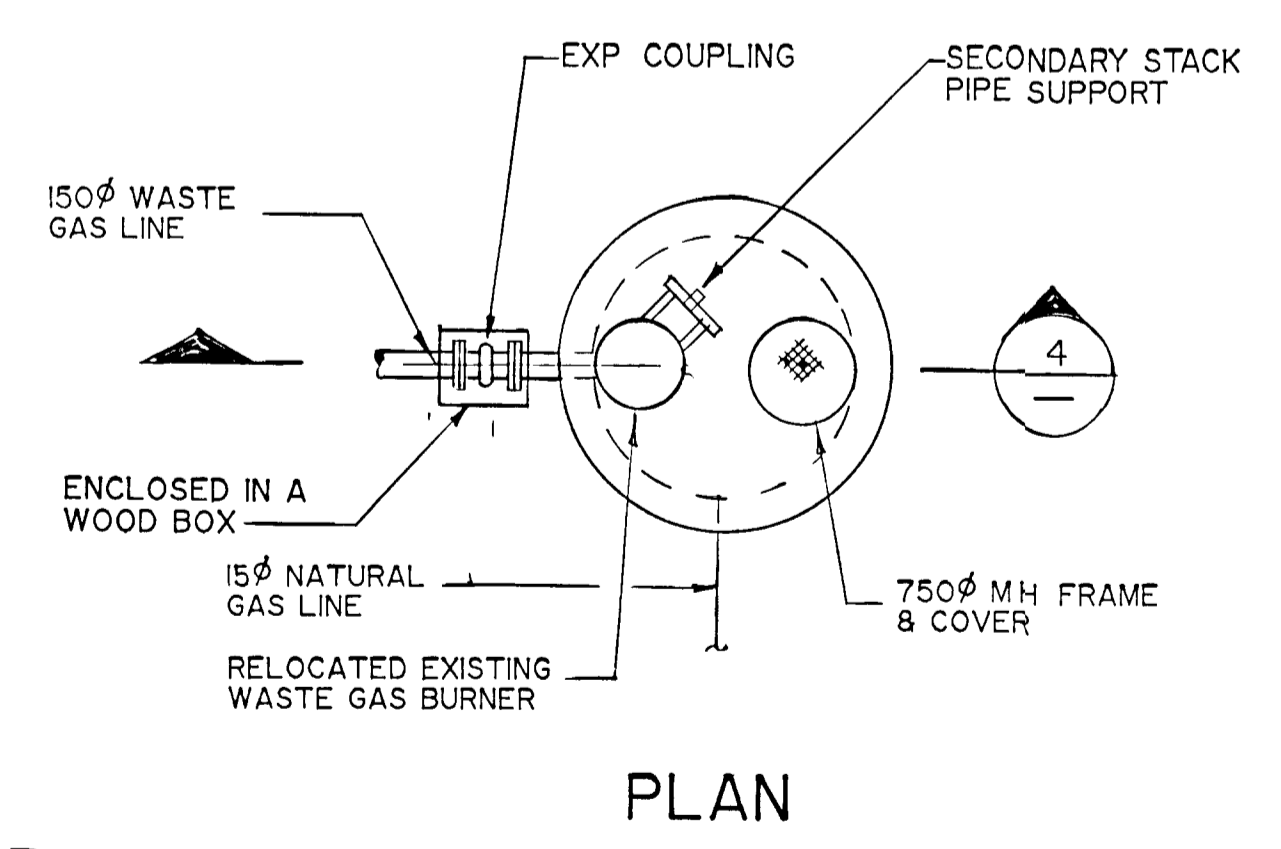 EXP COUPLING
SECONDARY STACK
PIPE SUPPORT
150Ø WASTE
GAS LINE
4
—
ENCLOSED IN A
WOOD BOX
15Ø NATURAL
GAS LINE
750Ø MH FRAME
& COVER
RELOCATED EXISTING
WASTE GAS BURNER
PLAN